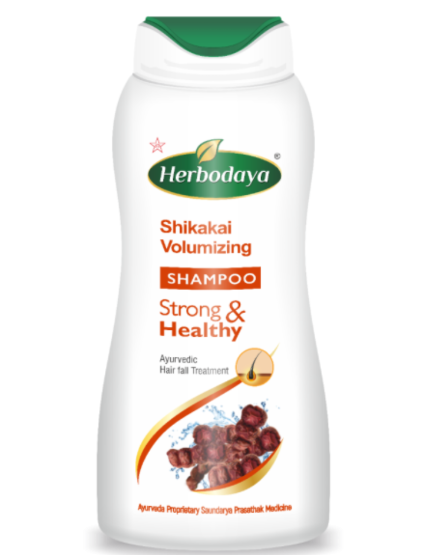 Herbodaya ®
Shikakai
Volumizing
SHAMPOO
Strong &
Healthy
Ayurvedic
Hair fall Treatment
Ayurveda Proprietary Saundarya Prasathak Medicine